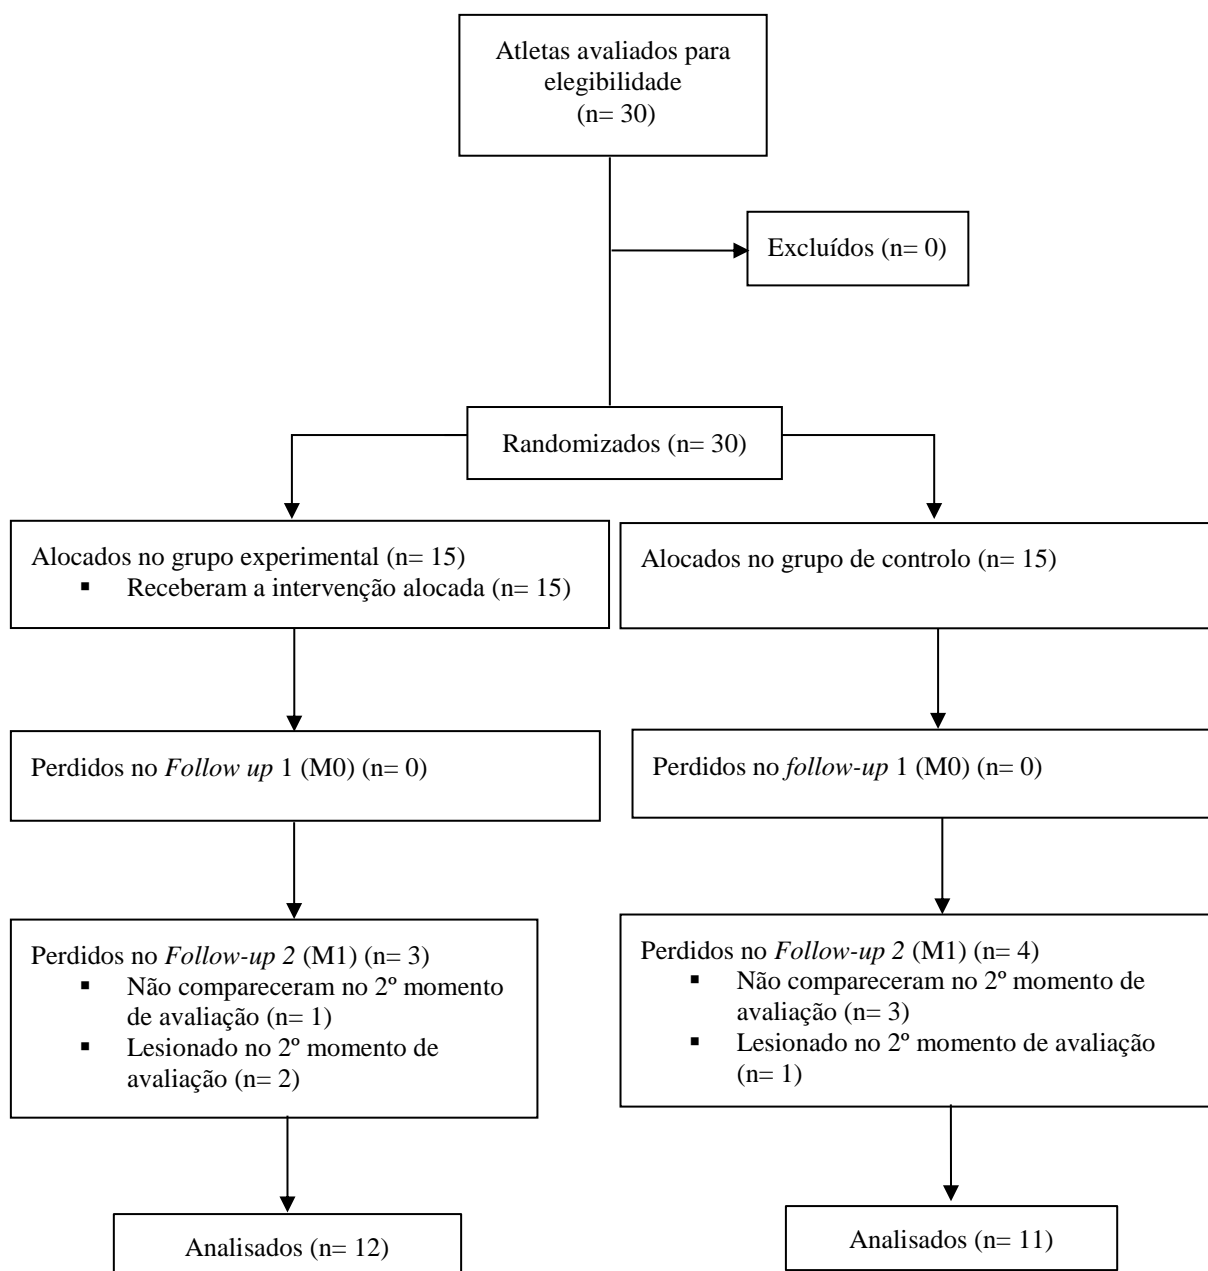 Atletas avaliados para
elegibilidade
(n= 30)
Excluídos (n= 0)
Randomizados (n= 30)
Alocados no grupo experimental (n= 15)
▪ Receberam a intervenção alocada (n= 15)
Alocados no grupo de controlo (n= 15)
Perdidos no Follow up 1 (M0) (n= 0)
Perdidos no follow-up 1 (M0) (n= 0)
Perdidos no Follow-up 2 (M1) (n= 3)
▪ Não compareceram no 2º momento
de avaliação (n= 1)
▪ Lesionado no 2º momento de
avaliação (n= 2)
Perdidos no Follow-up 2 (M1) (n= 4)
▪ Não compareceram no 2º momento de
avaliação (n= 3)
▪ Lesionado no 2º momento de avaliação
(n= 1)
Analisados (n= 12)
Analisados (n= 11)